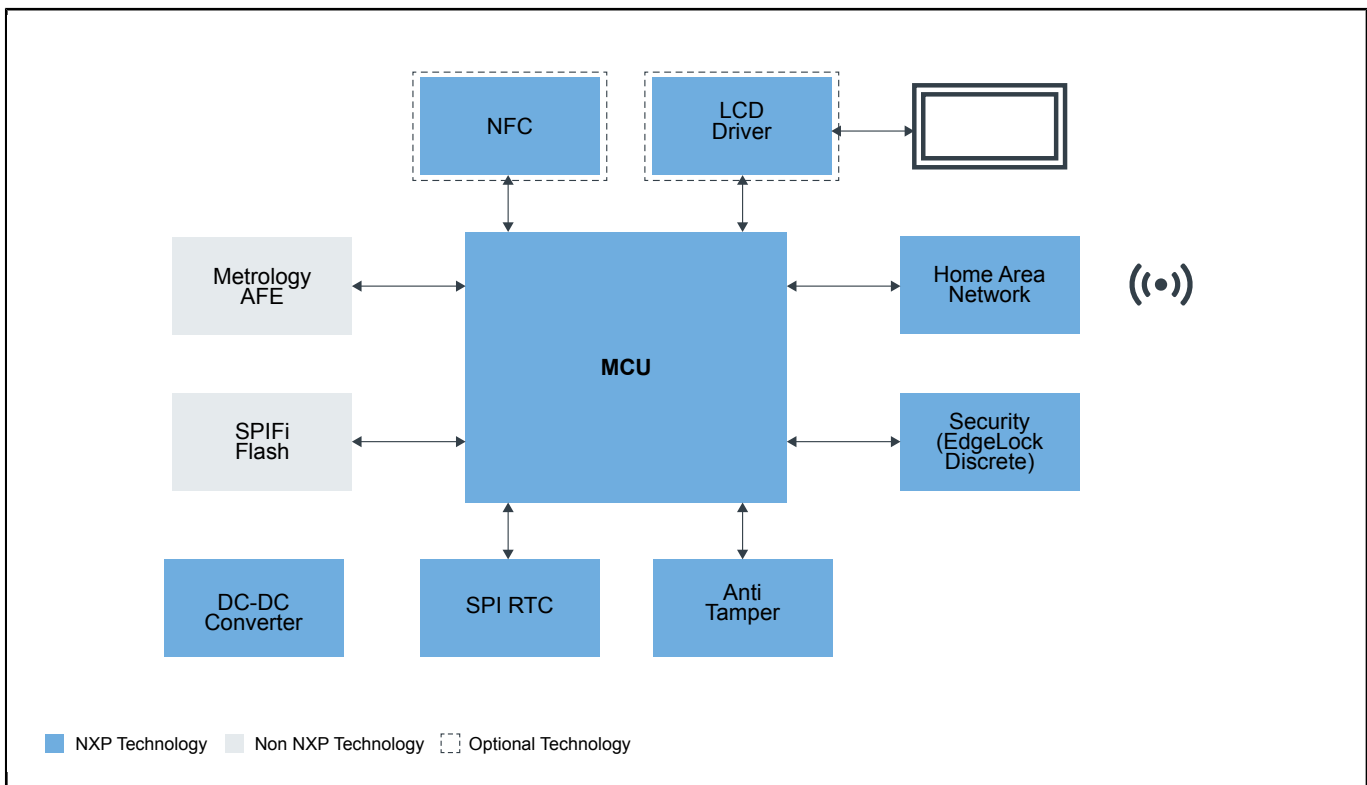 NFC
LCD
Driver
Metrology
AFE
Home Area
Network
MCU
SPIFi
Flash
Security
(EdgeLock
Discrete)
DC-DC
Converter
SPI RTC
Anti
Tamper
NXP Technology
Non NXP Technology
Optional Technology